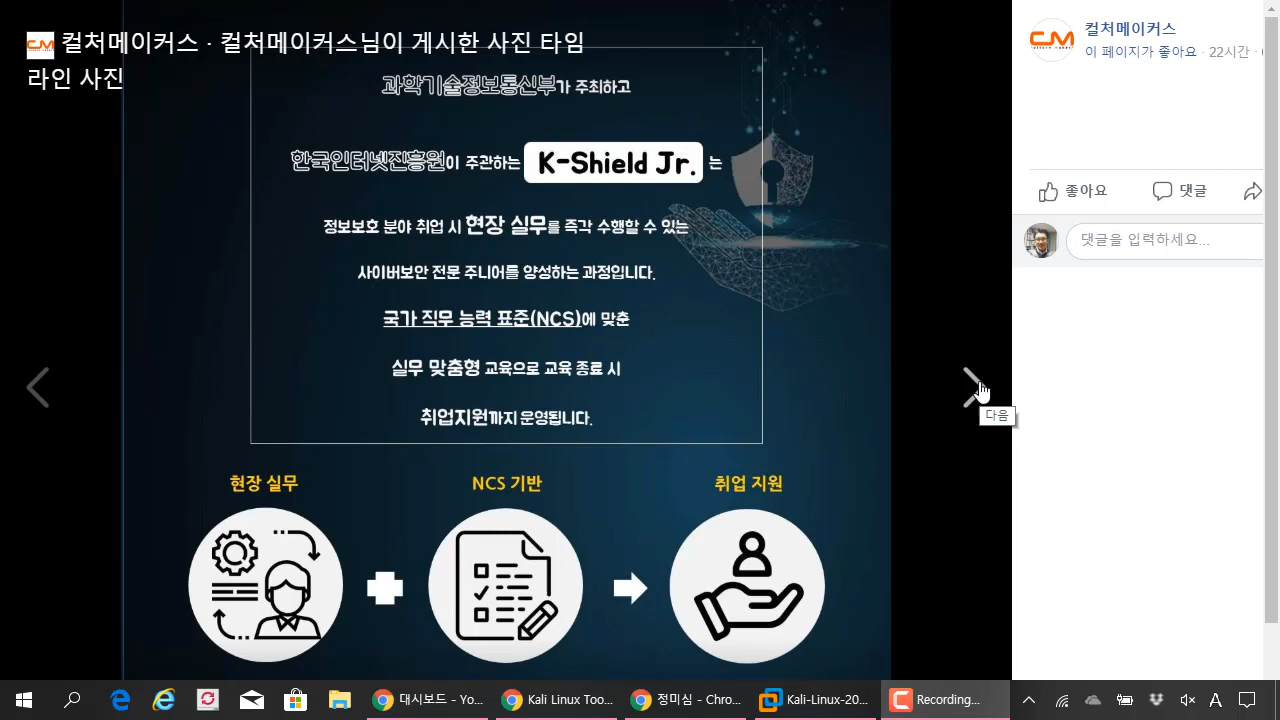 컬처메이커스 · 컬처메이커스님이 게시한 사진 타임
라인 사진
과학기술정보통신부가 주최하고
한국인터넷진흥원이 주관하는 K-Shield Jr. 는
정보보호 분야 취업 시 현장 실무를 즉각 수행할 수 있는
사이버보안 전문 주니어를 양성하는 과정입니다.
국가 직무 능력 표준(NCS)에 맞춘
실무 맞춤형 교육으로 교육 종료 시
취업지원까지 운영됩니다.
현장 실무
NCS 기반
취업 지원
다음
CM
컬처메이커스
이 페이지가 좋아요 · 22시간 ·
좋아요
댓글
댓글을 입력하세요...
대시보드 - Yo...
Kali Linux Too...
정미심 - Chro...
Kali-Linux-20...
Recording...
A